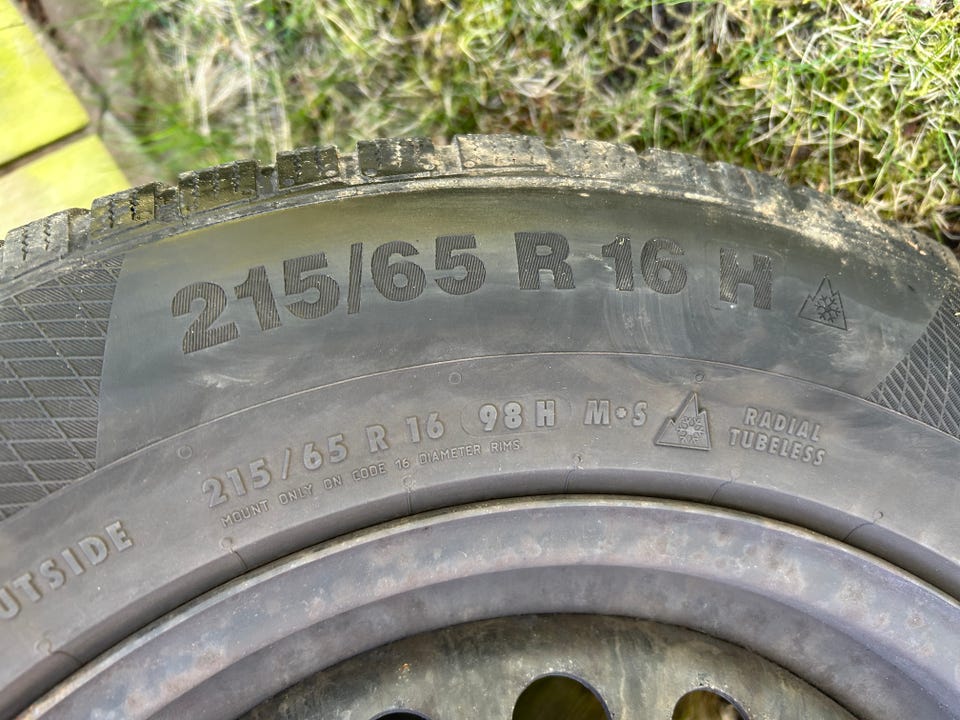 215/65 R 16 H
215/65 R 16 98 H M•S RADIAL
TUBELESS
MOUNT ONLY ON CODE 16 DIAMETER RIMS
UTSIDE